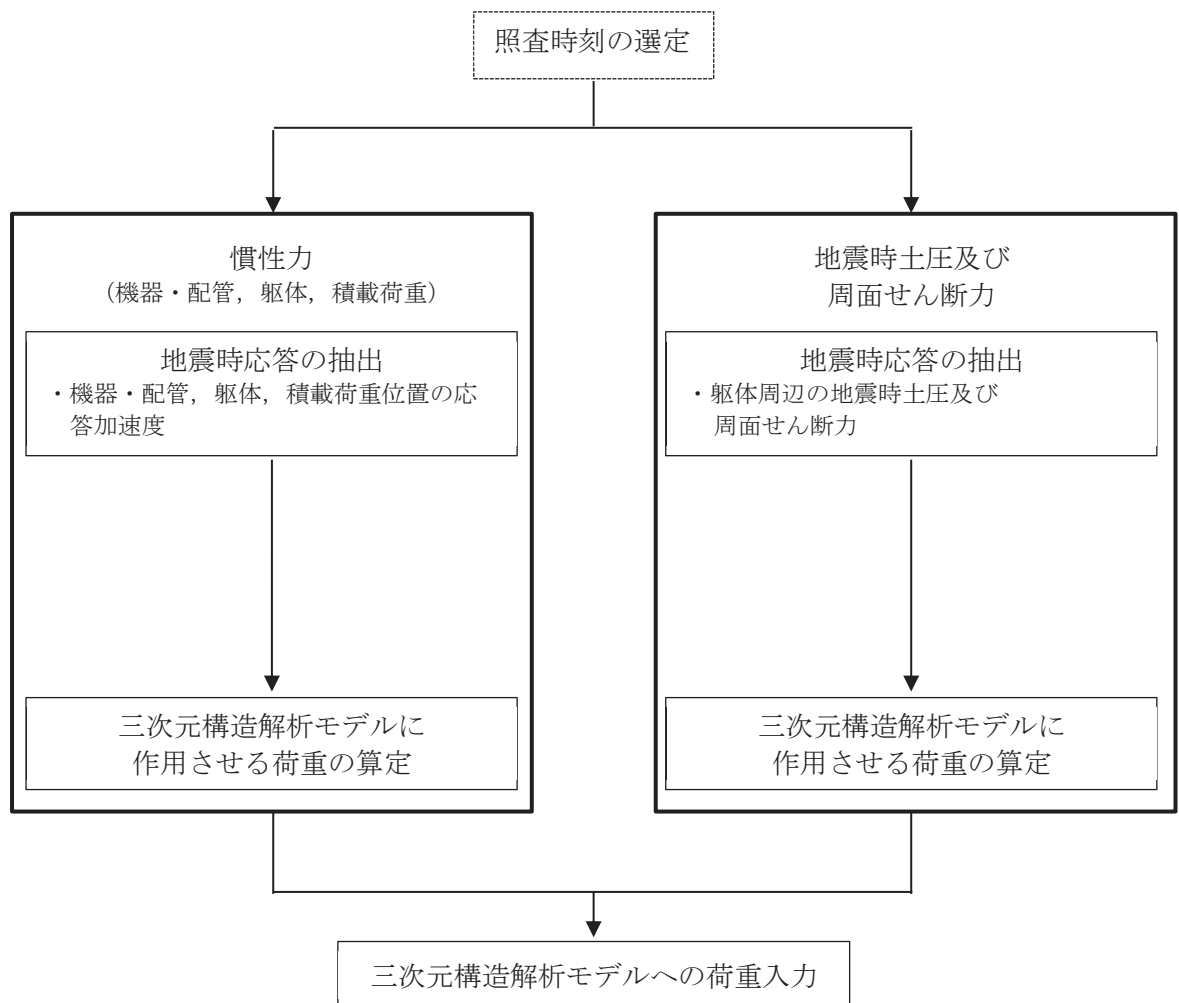 照査時刻の選定
慣性力
（機器・配管，躯体，積載荷重）
地震時応答の抽出
・機器・配管，躯体，積載荷重位置の応
答加速度
三次元構造解析モデルに
作用させる荷重の算定
地震時土圧及び
周面せん断力
地震時応答の抽出
・躯体周辺の地震時土圧及び
周面せん断力
三次元構造解析モデルに
作用させる荷重の算定
三次元構造解析モデルへの荷重入力